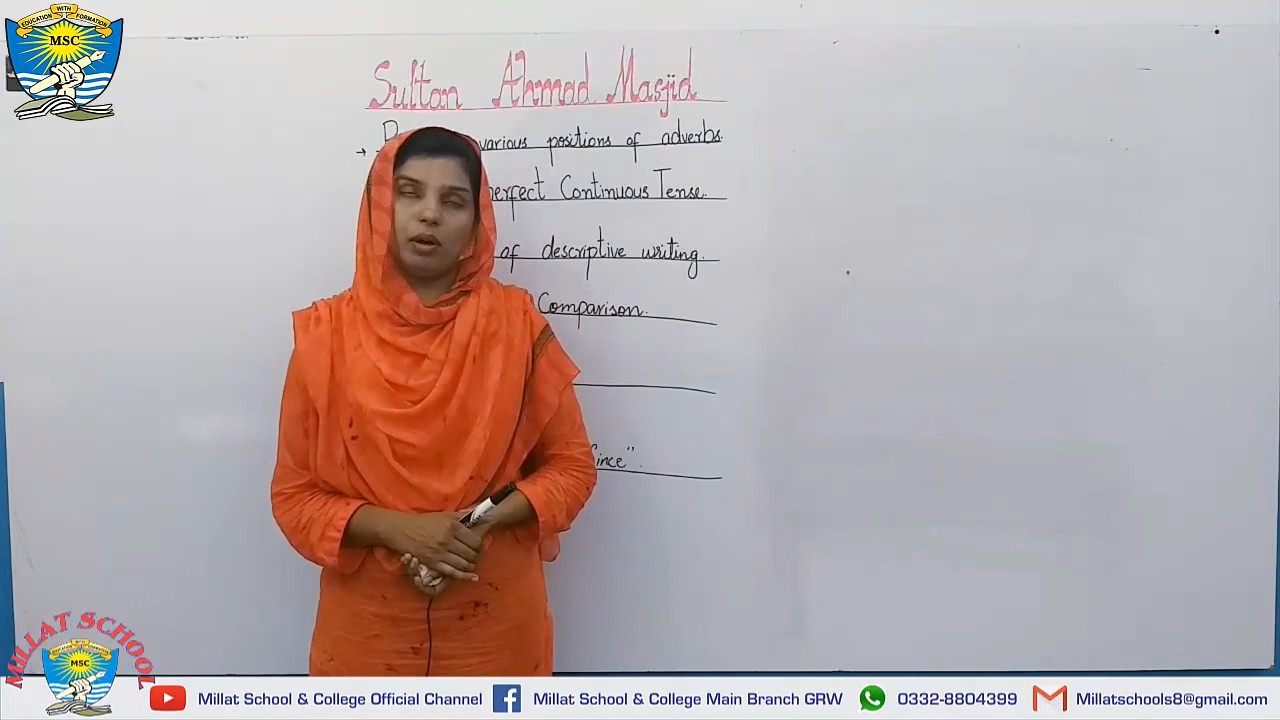 EDUCATION WITH FORMATION
MSC
Sultan Ahmad Masjid
→ various positions of adverbs.
perfect Continuous Tense.
of descriptive writing.
Comparison.
Since".
MILLAT SCHOOL
MSC
Millat School & College Official Channel
Millat School & College Main Branch GRW
0332-8804399
Millatschools8@gmail.com